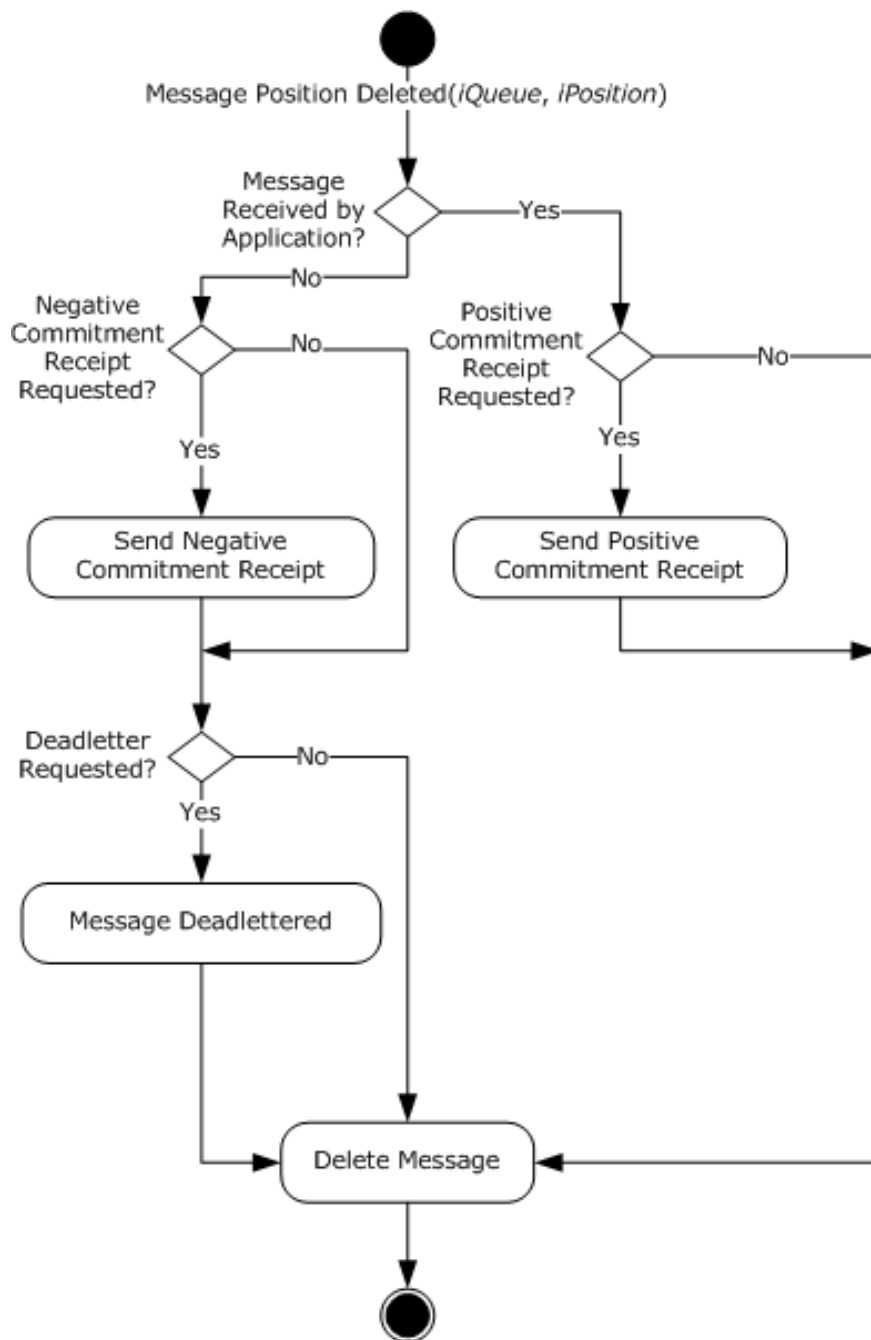 Message Position Deleted(iQueue, iPosition)
Message
Received by
Application?
Yes
No
Negative
Commitment
Receipt
Requested?
No
Yes
Positive
Commitment
Receipt
Requested?
No
Yes
Send Negative
Commitment Receipt
Send Positive
Commitment Receipt
Deadletter
Requested?
No
Yes
Message Deadlettered
Delete Message